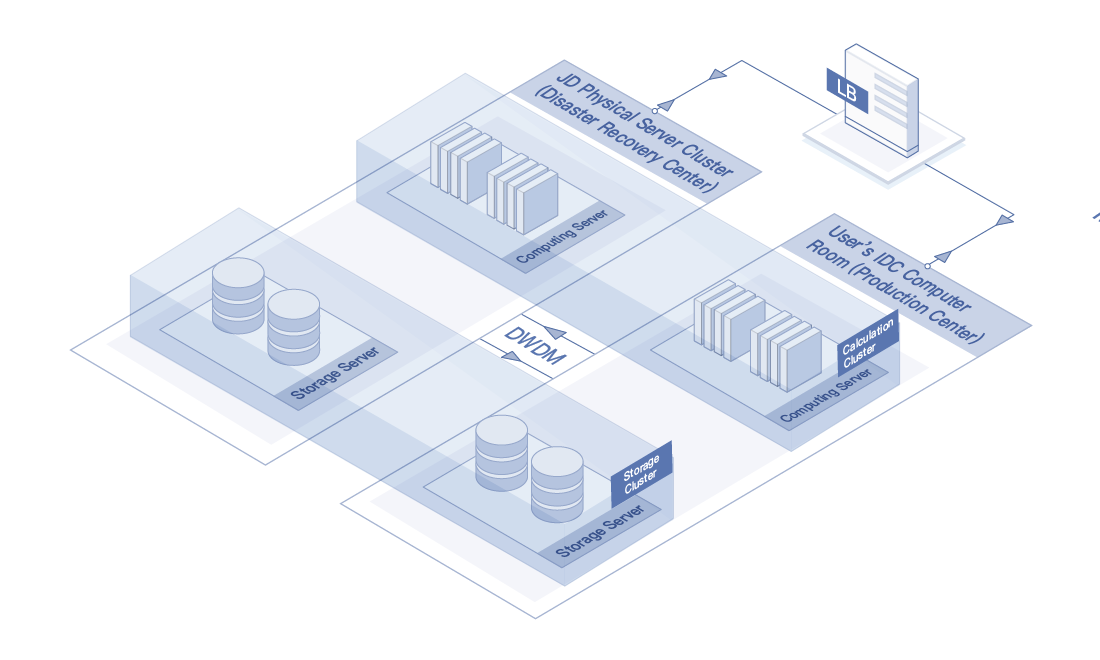 JD Physical Server Cluster
(Disaster Recovery Center)
LB
Computing Server
User's IDC Computer
Room (Production Center)
Storage Server
DWDM
Calculation
Cluster
Computing Server
Storage
Cluster
Storage Server